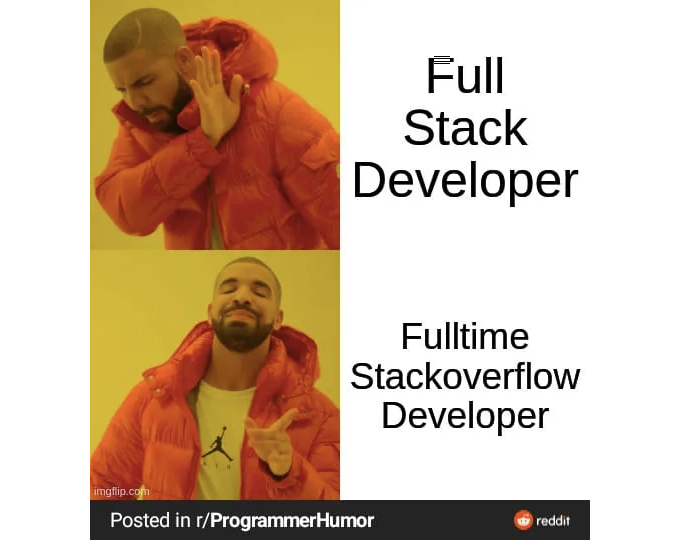 Full
Stack
Developer
Fulltime
Stackoverflow
Developer
imgflip.com
Posted in r/ProgrammerHumor
reddit